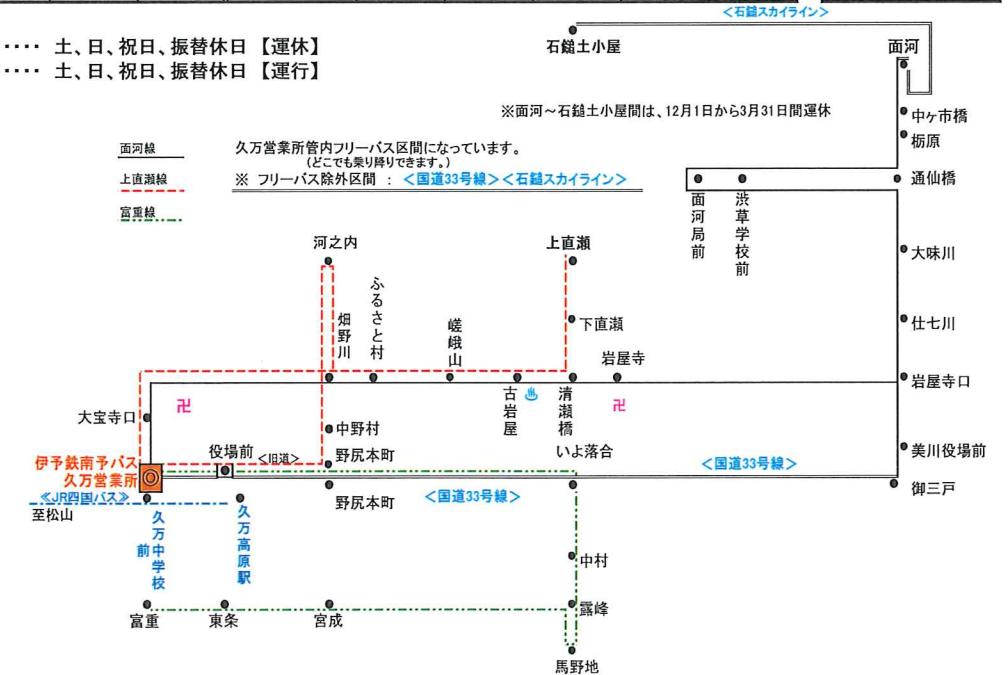 ＜石鎚スカイライン＞
‥‥ 土、日、祝日、振替休日 【運休】
‥‥ 土、日、祝日、振替休日 【運行】
石鎚土小屋
面河
※面河～石鎚土小屋間は、12月1日から3月31日間運休
中ヶ市橋
栃原
面河線
久万営業所管内フリーバス区間になっています。
(どこでも乗り降りできます。)
上直瀬線
※ フリーバス除外区間 ： ＜国道33号線＞＜石鎚スカイライン＞
富重線
通仙橋
面河局前
渋草学校前
河之内
上直瀬
大味川
ふるさと村
畑野川
嵯峨山
下直瀬
仕七川
岩屋寺
岩屋寺口
古岩屋
♨
清瀬橋
卍
卍
大宝寺口
中野村
いよ落合
美川役場前
役場前
＜旧道＞
野尻本町
＜国道33号線＞
伊予鉄南予バス
久万営業所
御三戸
≪JR四国バス≫
野尻本町
＜国道33号線＞
至松山
久万中学校前
久万高原駅
中村
富重
東条
宮成
露峰
馬野地